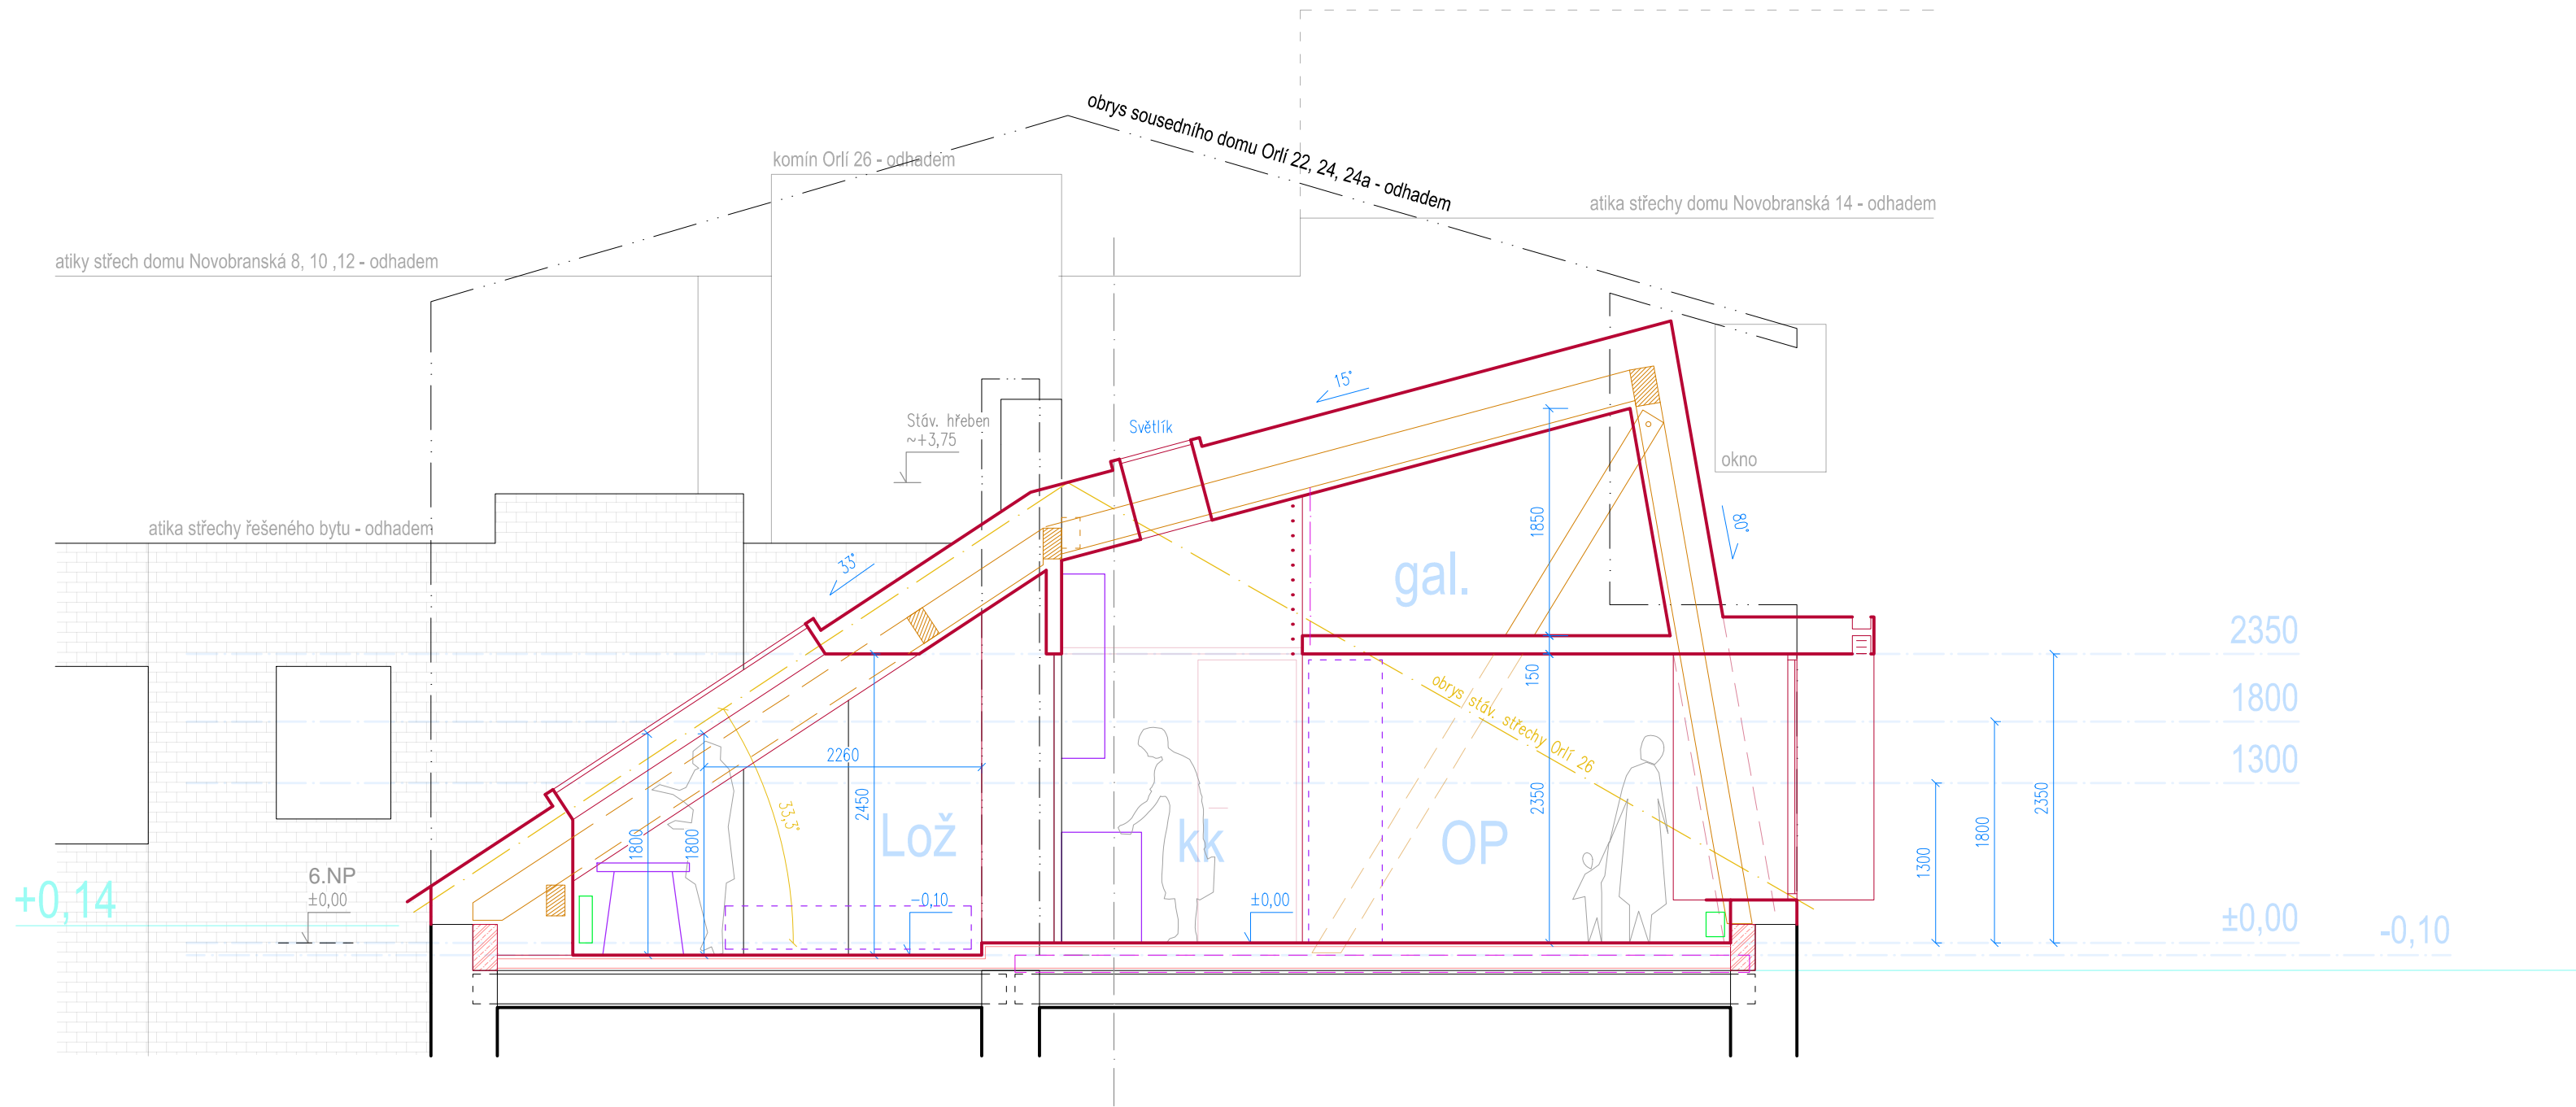 obrys sousedního domu Orlí 22, 24, 24a - odhadem
komín Orlí 26 - odhadem
atika střechy domu Novobranská 14 - odhadem
atiky střech domu Novobranská 8, 10 ,12 - odhadem
15°
Stáv. hřeben
~+3,75
Světlík
okno
atika střechy řešeného bytu - odhadem
80°
1850
33°
gal.
2350
150
obrys stáv. střechy Orlí 26
1800
2260
1300
2450
2350
2350
33,3°
1800
1800
Lož
kk
OP
1800
1300
6.NP
±0,00
+0,14
-0,10
±0,00
±0,00
-0,10